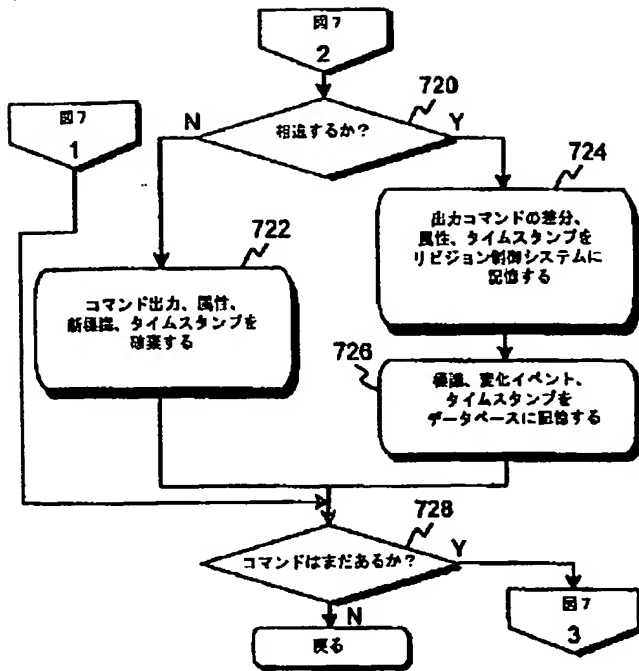 図7
2
720
相違するか?
N
Y
図7
1
724
出力コマンドの差分、
属性、タイムスタンプを
リビジョン制御システムに
記憶する
722
コマンド出力、属性、
新標識、タイムスタンプを
破棄する
726
標識、変化イベント、
タイムスタンプを
データベースに記憶する
728
コマンドはまだあるか?
Y
N
戻る
図7
3